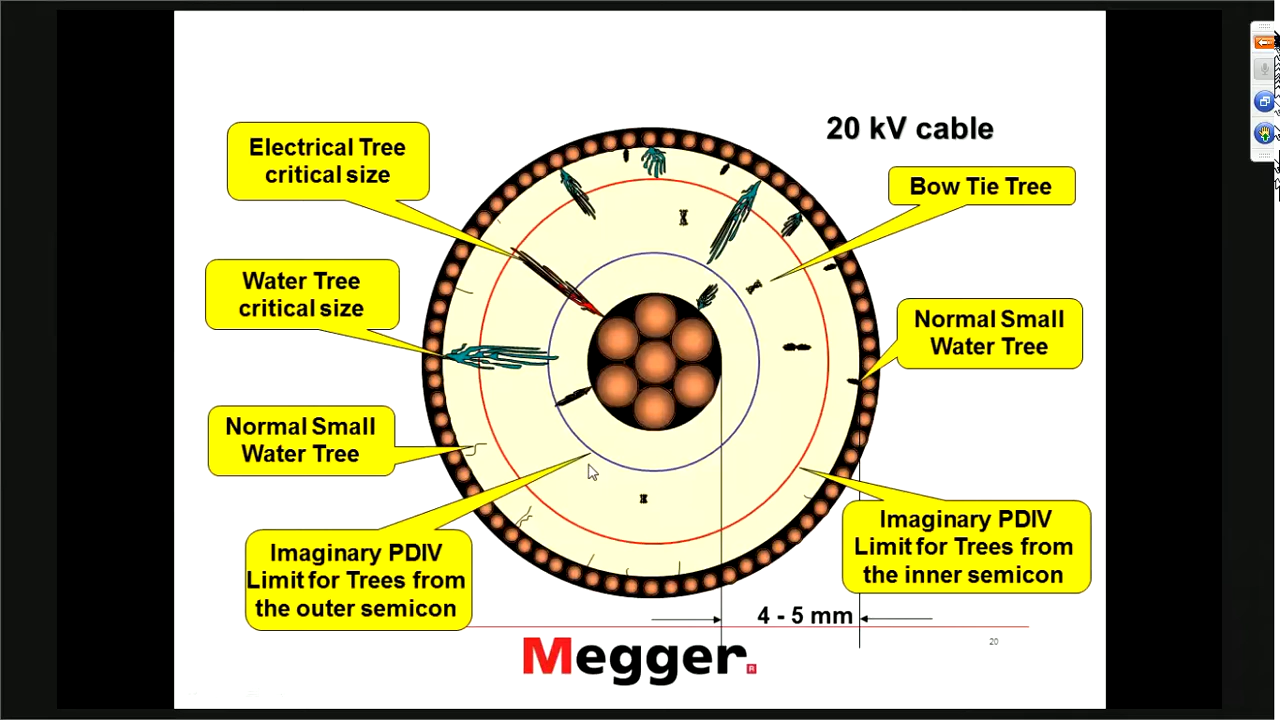 20 kV cable
Electrical Tree
critical size
Bow Tie Tree
Water Tree
critical size
Normal Small
Water Tree
Normal Small
Water Tree
Imaginary PDIV
Limit for Trees from
the outer semicon
Imaginary PDIV
Limit for Trees from
the inner semicon
4 - 5 mm
20
Megger.
R